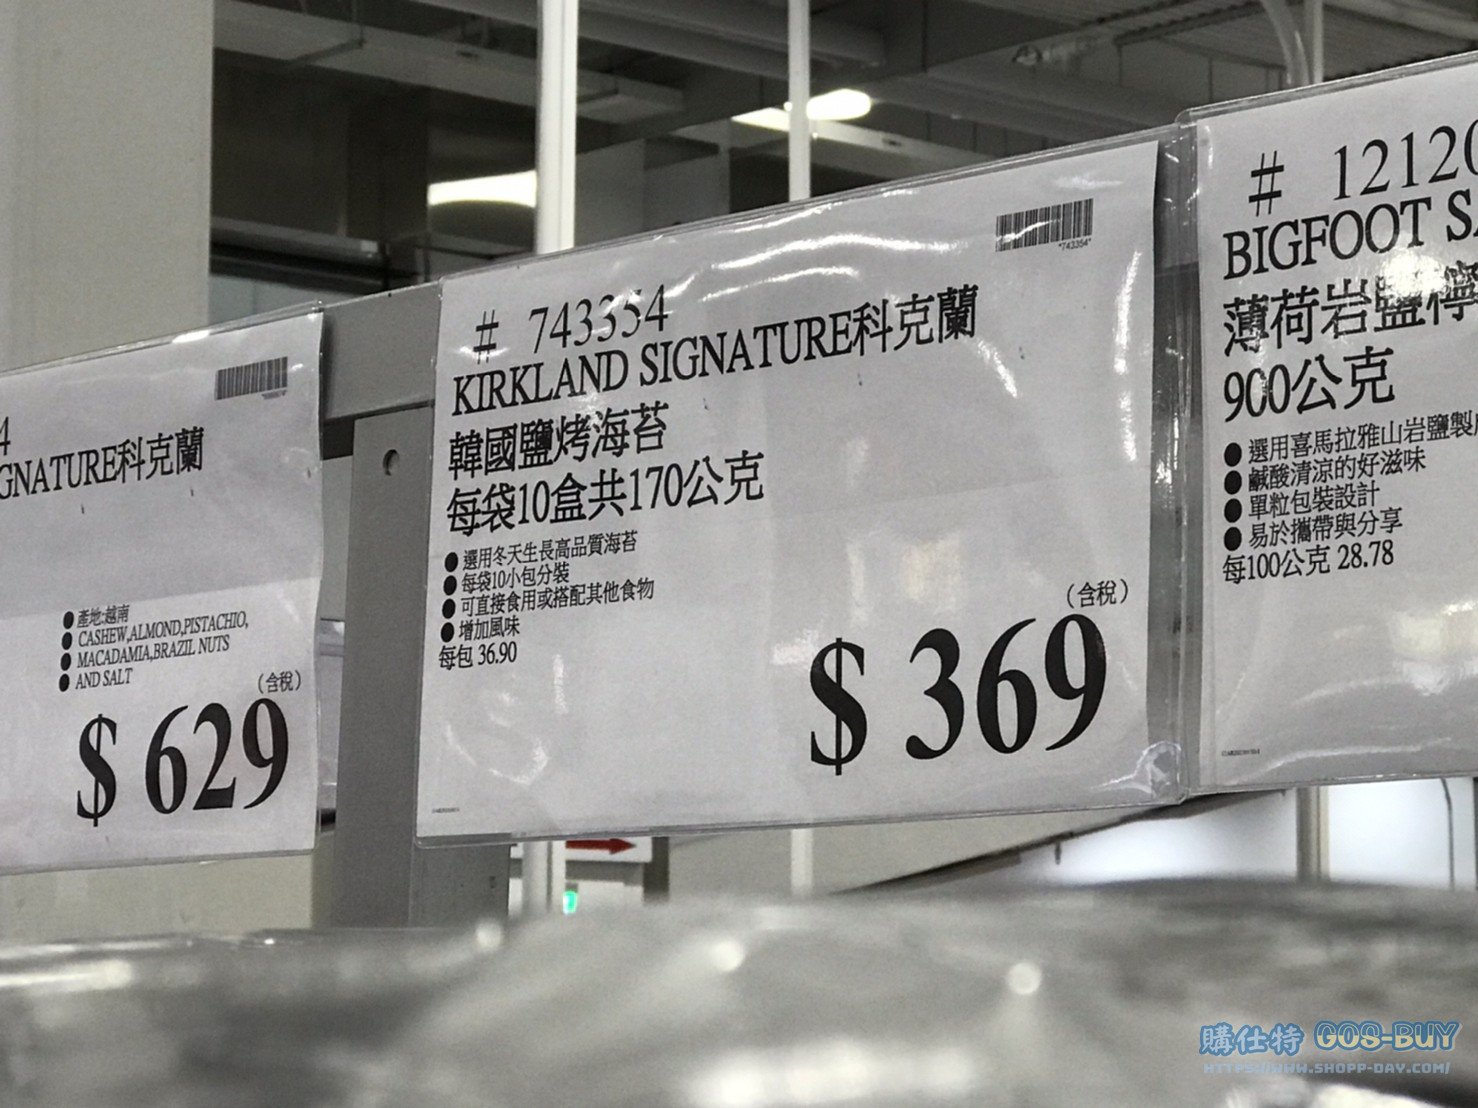 4
GNATURE科克蘭
產地:越南
CASHEW,ALMOND,PISTACHIO,
MACADAMIA,BRAZIL NUTS
AND SALT
(含稅)
$ 629
*743354*
# 743354
KIRKLAND SIGNATURE科克蘭
韓國鹽烤海苔
每袋10盒共170公克
● 選用冬天生長高品質海苔
● 每袋10小包分裝
● 可直接食用或搭配其他食物
● 增加風味
每包 36.90
(含稅)
$ 369
# 12120
BIGFOOT S
薄荷岩鹽檸
900公克
● 選用喜馬拉雅山岩鹽製
● 鹹酸清涼的好滋味
● 單粒包裝設計
● 易於攜帶與分享
每100公克 28.78
購仕特 GOS-BUY
HTTPS://WWW.SHOPP-DAY.COM/